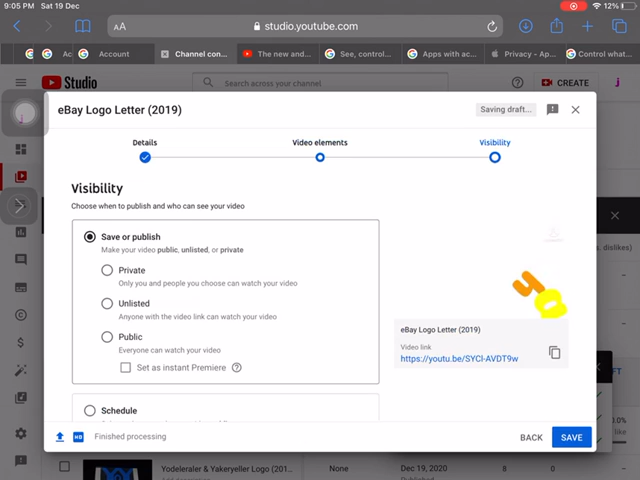 9:05 PM Sat 19 Dec
12%
AA
studio.youtube.com
Ac
Account
Channel con...
The new and...
See, control...
Apps with ac...
Privacy - Ap...
Control what
Studio
Search across your channel
CREATE
eBay Logo Letter (2019)
Saving draft...
Details
Video elements
Visibility
Visibility
Choose when to publish and who can see your video
Save or publish
Make your video public, unlisted, or private
Private
Only you and people you choose can watch your video
Unlisted
Anyone with the video link can watch your video
Public
Everyone can watch your video
Set as instant Premiere
eBay Logo Letter (2019)
Video link
https://youtu.be/SYCl-AVDT9w
Schedule
Finished processing
BACK
SAVE
s, dislikes)
Yodeleraler & Yakeryeller Logo (201...
None
Dec 19, 2020
8
0